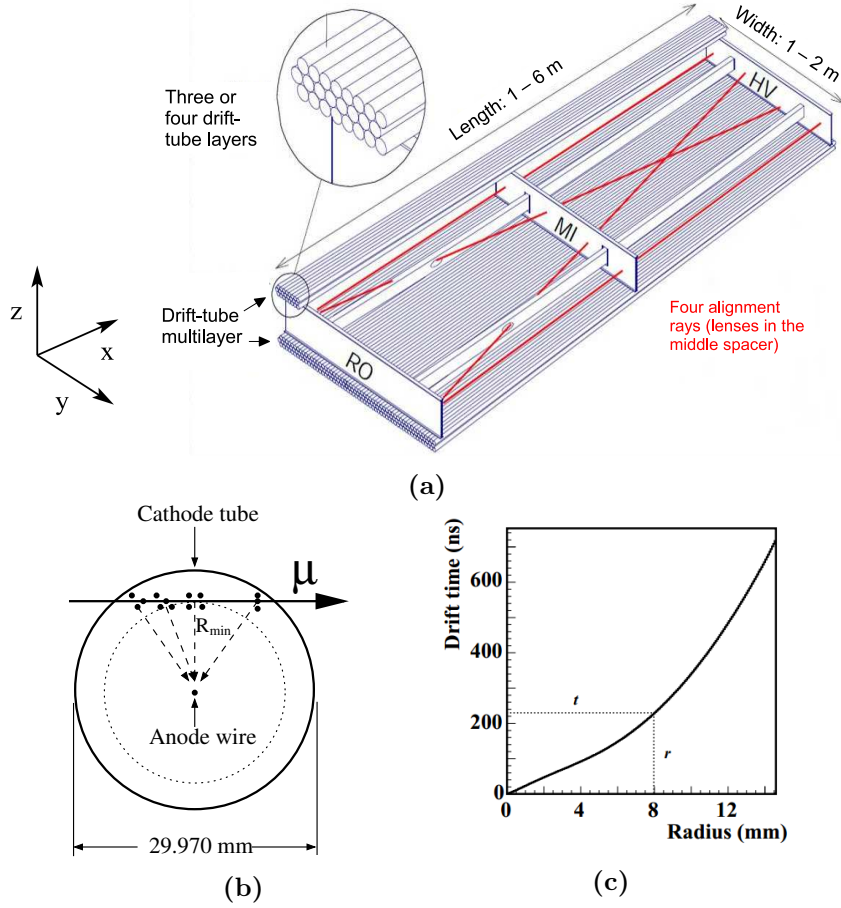 Three or
four drift-
tube layers
Length: 1 – 6 m
Width: 1 – 2 m
HV
MI
RO
Drift-tube
multilayer
Four alignment
rays (lenses in the
middle spacer)
z
x
y
(a)
Cathode tube
μ
Rmin
Anode wire
29.970 mm
(b)
Drift time (ns)
600
400
200
0
t
r
0
4
8
12
Radius (mm)
(c)